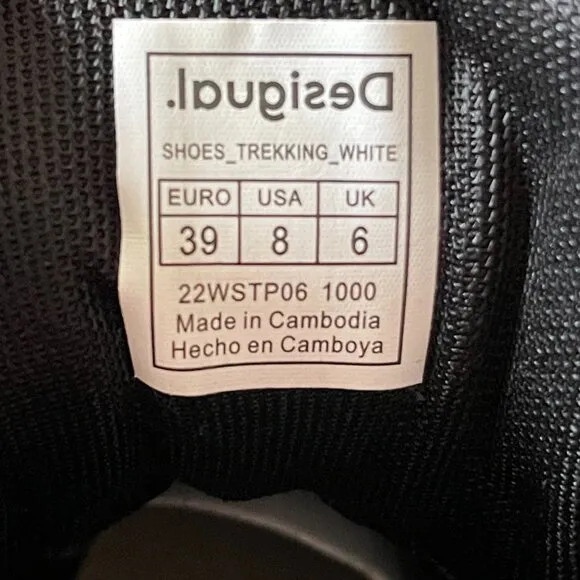 Desigual.
SHOES_TREKKING_WHITE
EURO USA UK
39 8 6
22WSTP06 1000
Made in Cambodia
Hecho en Camboya